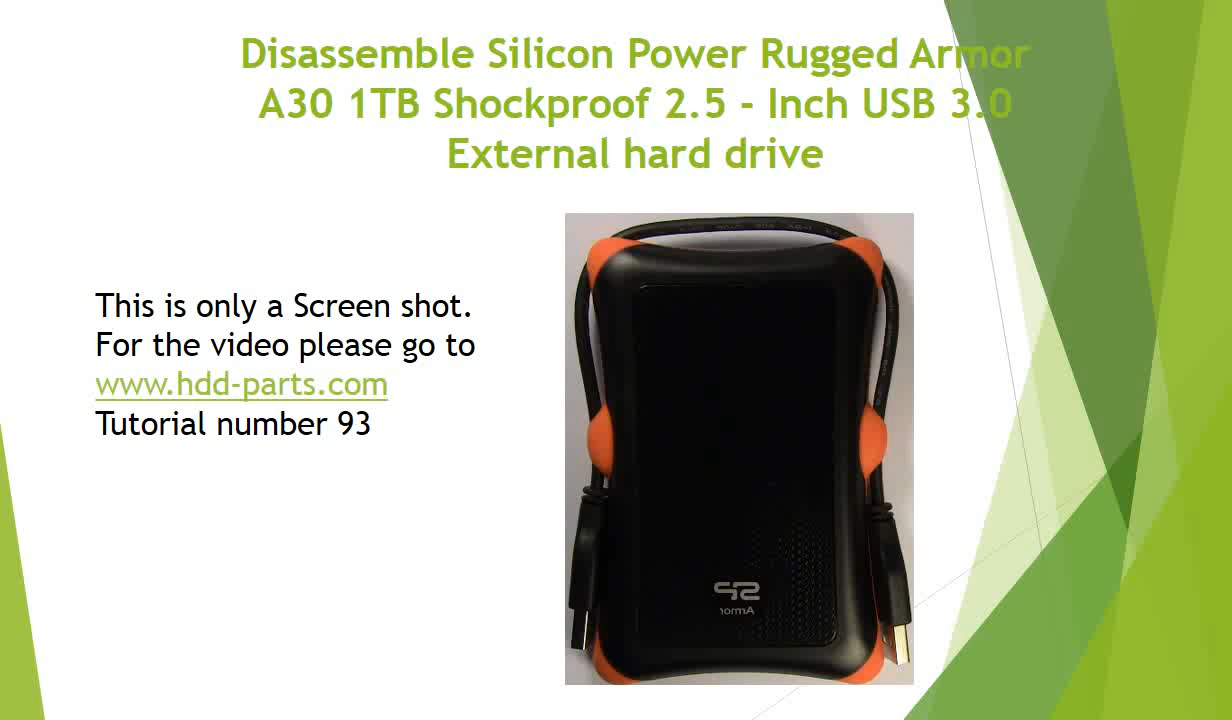 Disassemble Silicon Power Rugged Armor
A30 1TB Shockproof 2.5 - Inch USB 3.0
External hard drive
This is only a Screen shot.
For the video please go to
www.hdd-parts.com
Tutorial number 93
SP
Armor